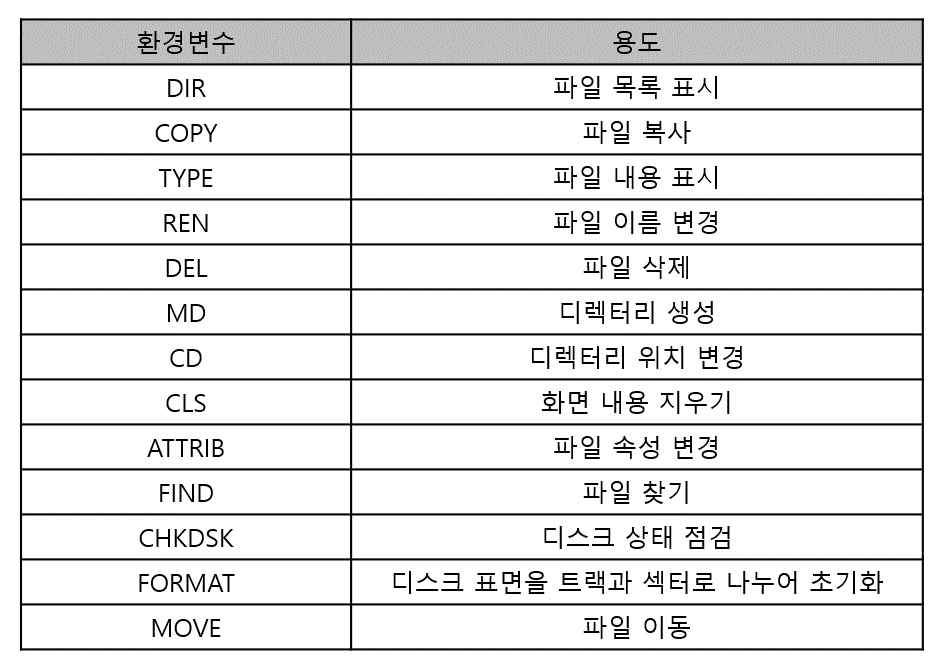 환경변수 용도
DIR 파일 목록 표시
COPY 파일 복사
TYPE 파일 내용 표시
REN 파일 이름 변경
DEL 파일 삭제
MD 디렉터리 생성
CD 디렉터리 위치 변경
CLS 화면 내용 지우기
ATTRIB 파일 속성 변경
FIND 파일 찾기
CHKDSK 디스크 상태 점검
FORMAT 디스크 표면을 트랙과 섹터로 나누어 초기화
MOVE 파일 이동